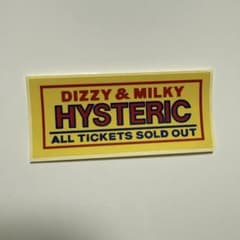 DIZZY & MILKY
HYSTERIC
ALL TICKETS SOLD OUT